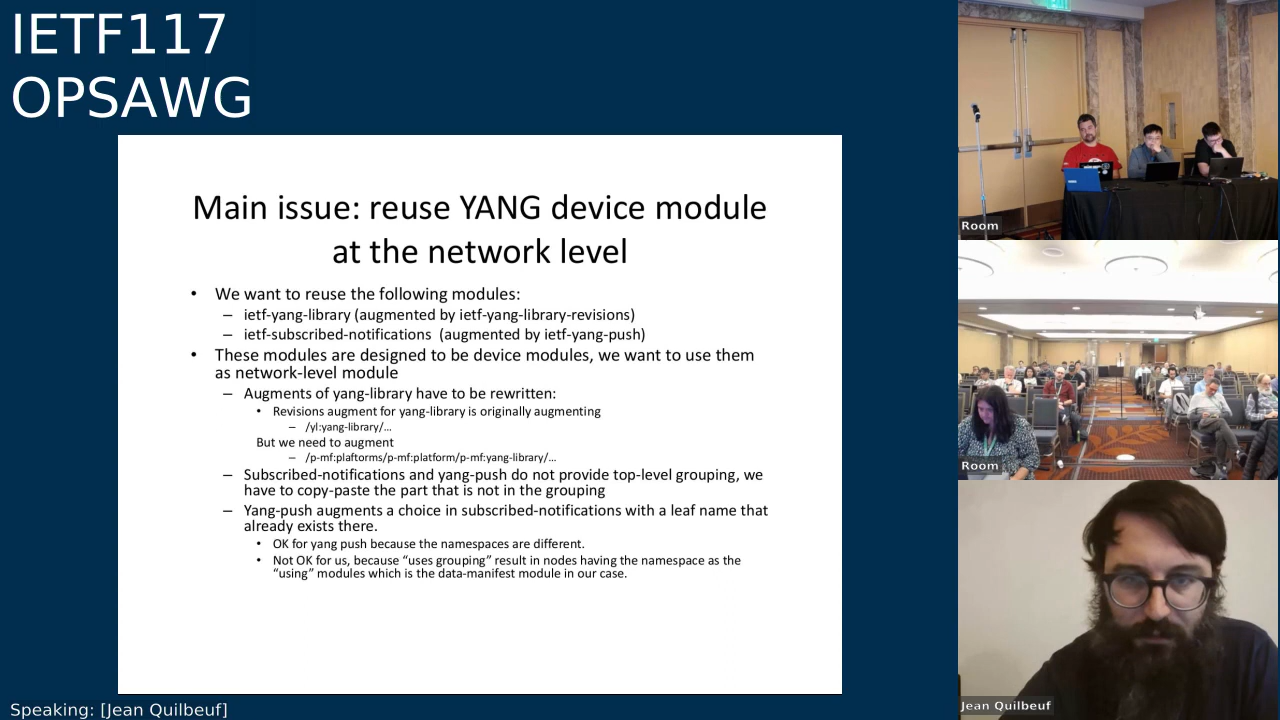 IETF117
OPSAWG
Main issue: reuse YANG device module
at the network level
• We want to reuse the following modules:
– ietf-yang-library (augmented by ietf-yang-library-revisions)
– ietf-subscribed-notifications (augmented by ietf-yang-push)
• These modules are designed to be device modules, we want to use them
as network-level module
– Augments of yang-library have to be rewritten:
• Revisions augment for yang-library is originally augmenting
– /yl:yang-library/...
But we need to augment
– /p-mf:plaftorms/p-mf:platform/p-mf:yang-library/...
– Subscribed-notifications and yang-push do not provide top-level grouping, we
have to copy-paste the part that is not in the grouping
– Yang-push augments a choice in subscribed-notifications with a leaf name that
already exists there.
• OK for yang push because the namespaces are different.
• Not OK for us, because “uses grouping” result in nodes having the namespace as the
“using” modules which is the data-manifest module in our case.
Speaking: [Jean Quilbeuf]
Room
Room
Jean Quilbeuf